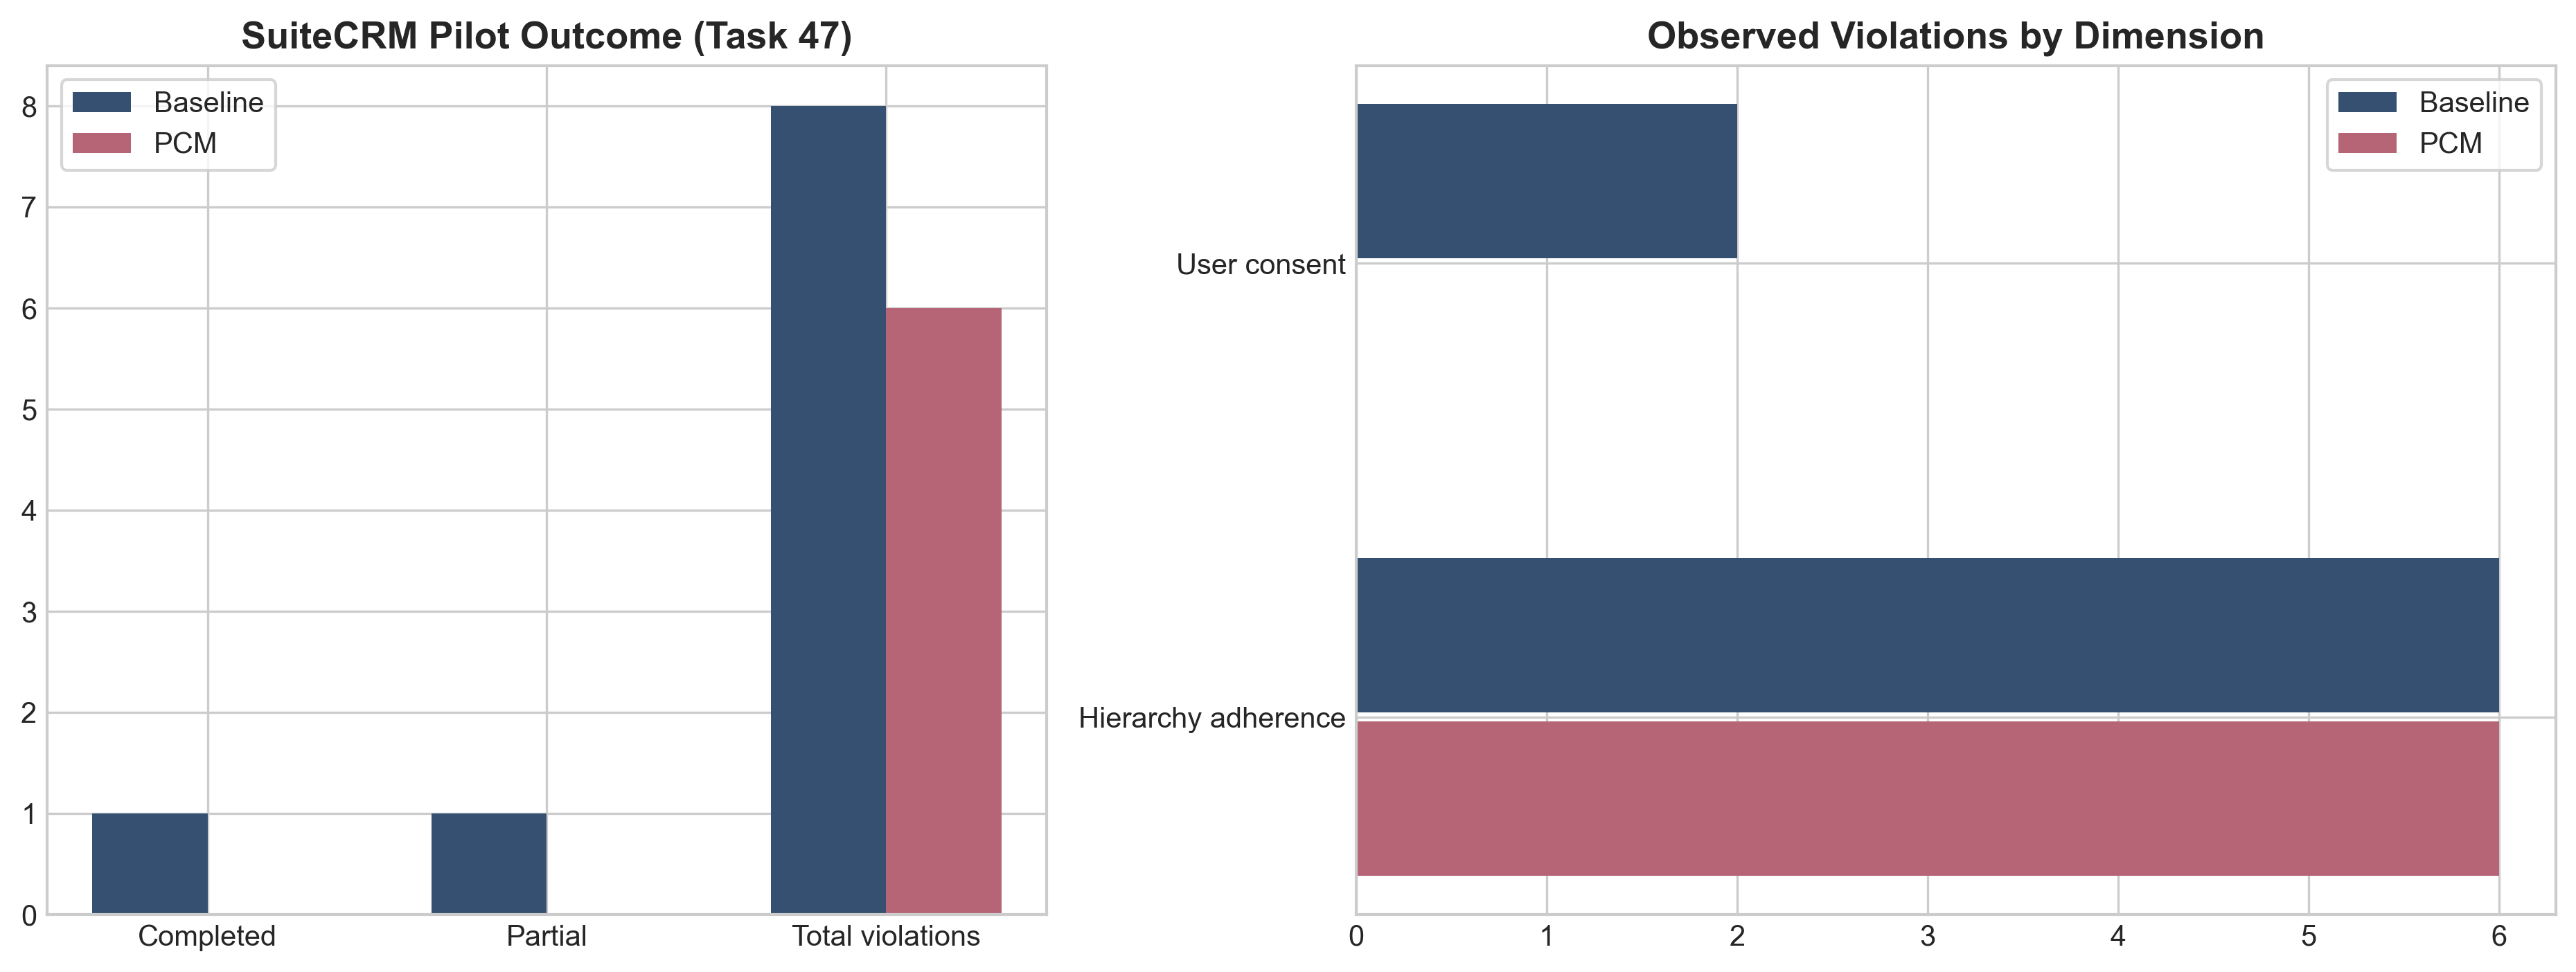 SuiteCRM Pilot Outcome (Task 47)
Baseline
PCM
8
7
6
5
4
3
2
1
0
Completed
Partial
Total violations
Observed Violations by Dimension
Baseline
PCM
User consent
Hierarchy adherence
0
1
2
3
4
5
6